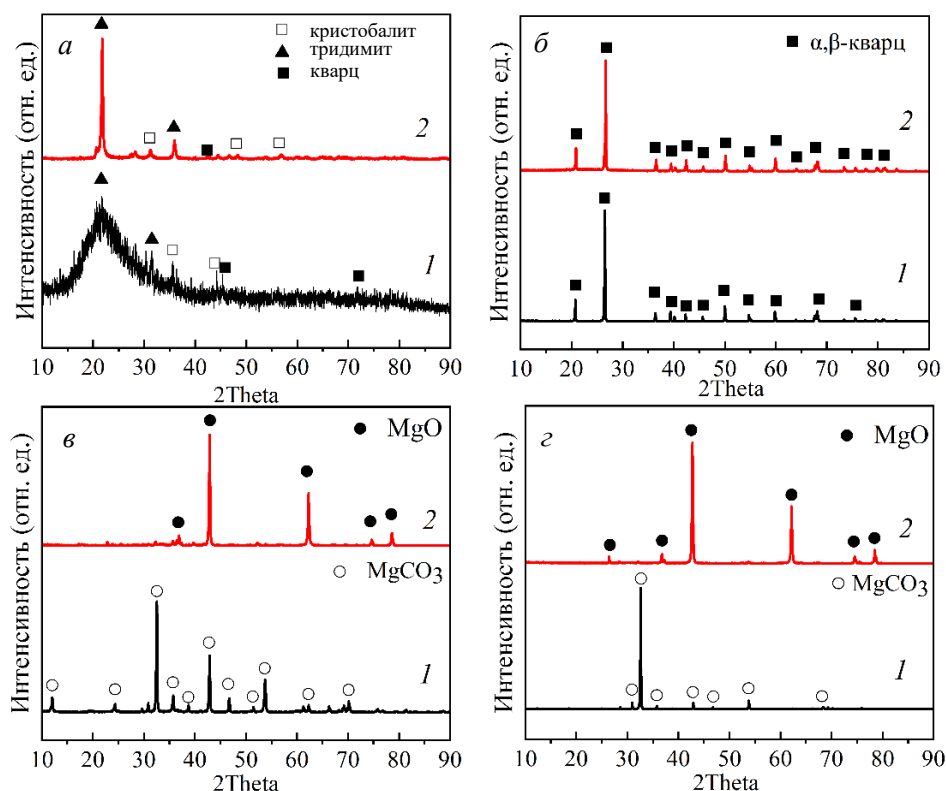 Интенсивность (отн. ед.)
а
кристобалит
тридимит
кварц
2
1
10 20 30 40 50 60 70 80 90
2Theta
Интенсивность (отн. ед.)
б
α,β-кварц
2
1
10 20 30 40 50 60 70 80 90
2Theta
Интенсивность (отн. ед.)
в
MgO
2
MgCO3
1
10 20 30 40 50 60 70 80 90
2Theta
Интенсивность (отн. ед.)
г
MgO
2
MgCO3
1
10 20 30 40 50 60 70 80 90
2Theta